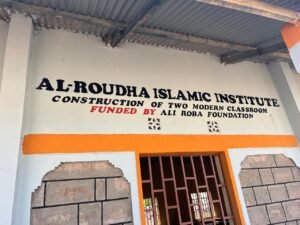 AL-ROUDHA ISLAMIC INSTITUTE
CONSTRUCTION OF TWO MODERN CLASSROOM
FUNDED BY ALI ROBA FOUNDATION